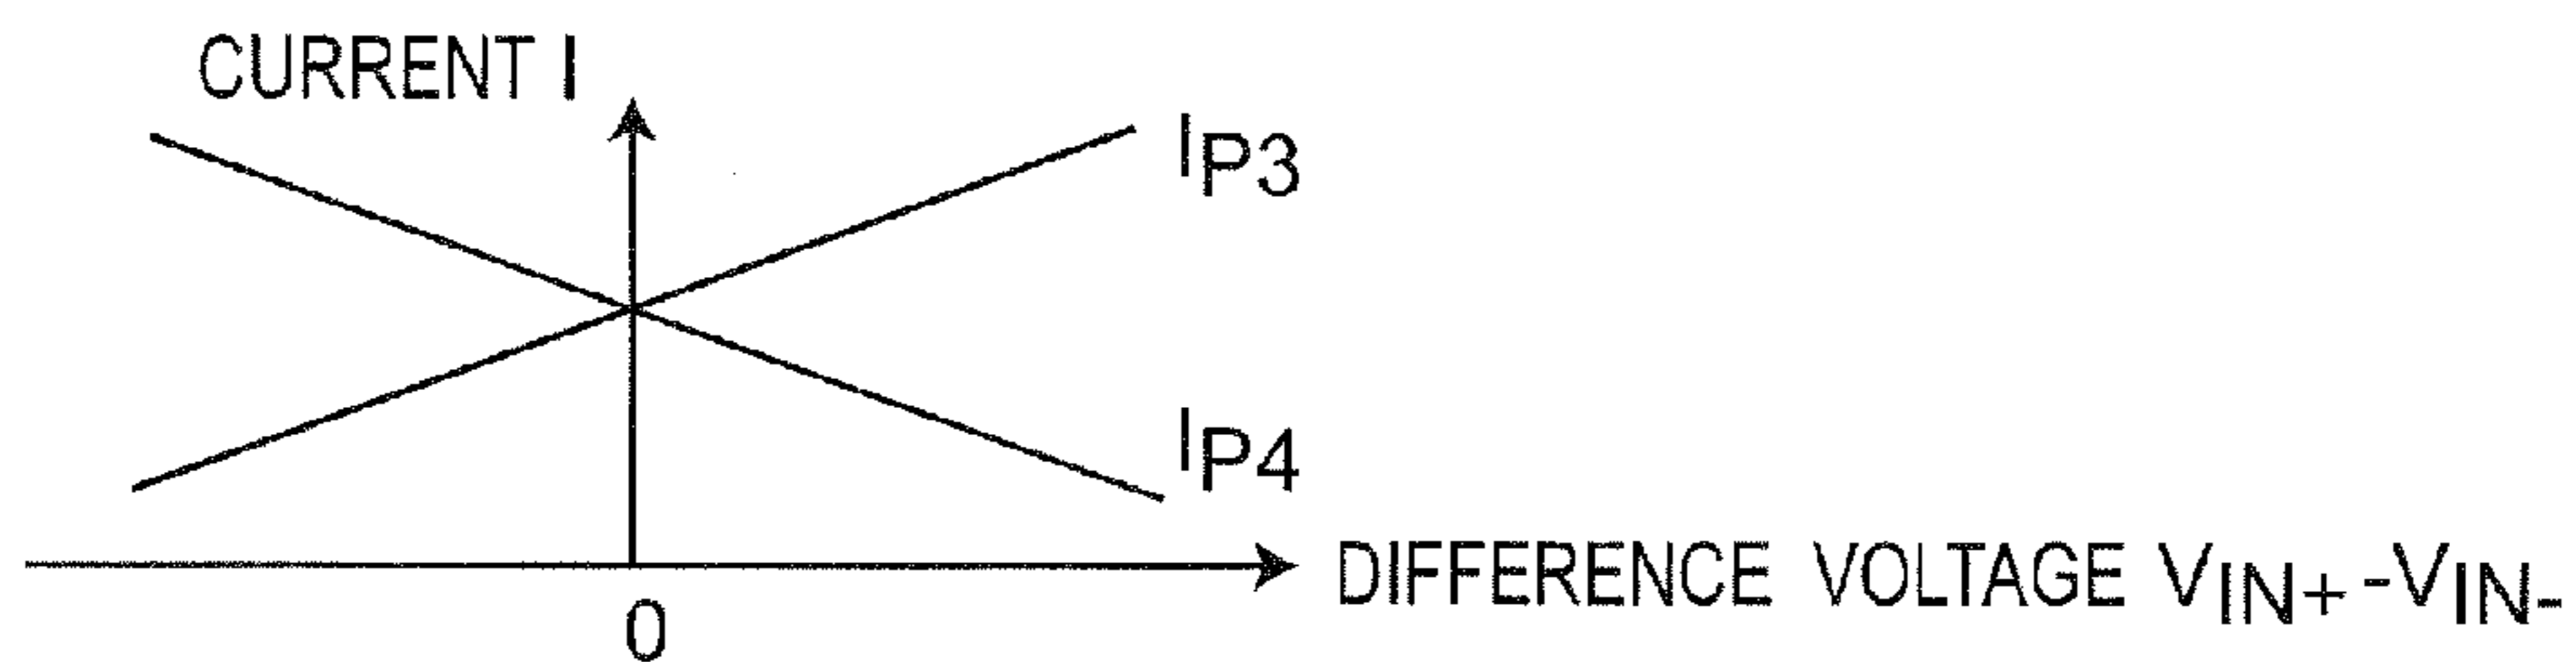 CURRENT I
IP3
IP4
DIFFERENCE VOLTAGE VIN+ -VIN-
0